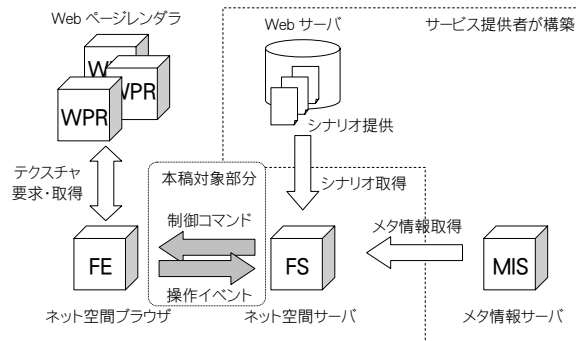 Web ページレンダラ
Web サーバ
サービス提供者が構築
WPR
WPR
WPR
シナリオ提供
テクスチャ
要求・取得
本稿対象部分
シナリオ取得
制御コマンド
メタ情報取得
FE
FS
MIS
操作イベント
ネット空間ブラウザ
ネット空間サーバ
メタ情報サーバ